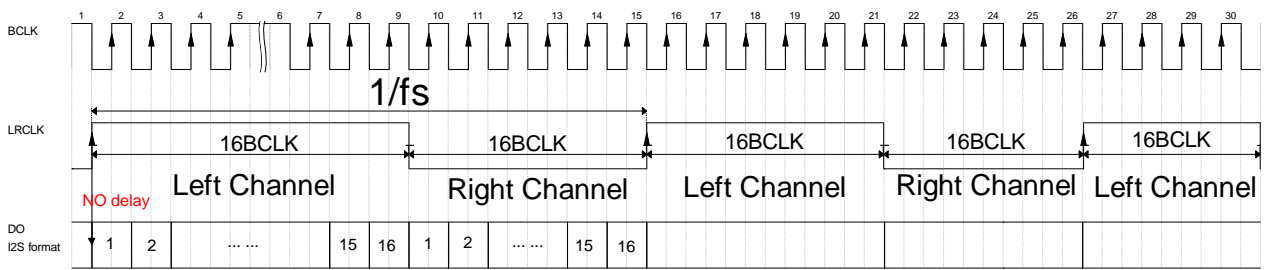 1 2 3 4 5 6 7 8 9 10 11 12 13 14 15 16 17 18 19 20 21 22 23 24 25 26 27 28 29 30
BCLK
1/fs
LRCLK
16BCLK 16BCLK 16BCLK 16BCLK 16BCLK
Left Channel Right Channel Left Channel Right Channel Left Channel
NO delay
DO
I2S format
1 2 ... ... 15 16 1 2 ... ... 15 16